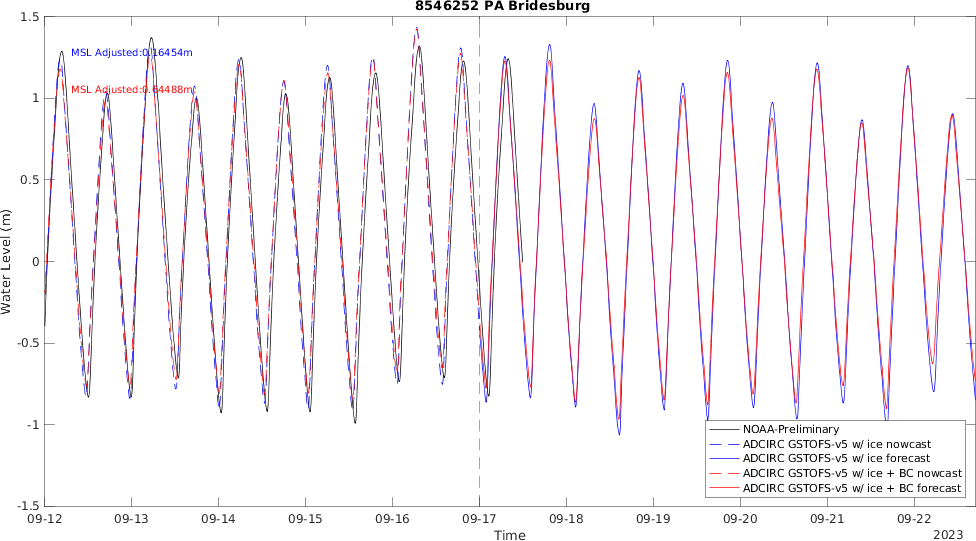 8546252 PA Bridesburg
1.5
MSL Adjusted:0.16454m
MSL Adjusted:0.64488m
1
0.5
0
-0.5
-1
-1.5
Water Level (m)
NOAA-Preliminary
ADCIRC GSTOFS-v5 w/ ice nowcast
ADCIRC GSTOFS-v5 w/ ice forecast
ADCIRC GSTOFS-v5 w/ ice + BC nowcast
ADCIRC GSTOFS-v5 w/ ice + BC forecast
09-12 09-13 09-14 09-15 09-16 09-17 09-18 09-19 09-20 09-21 09-22
Time
2023